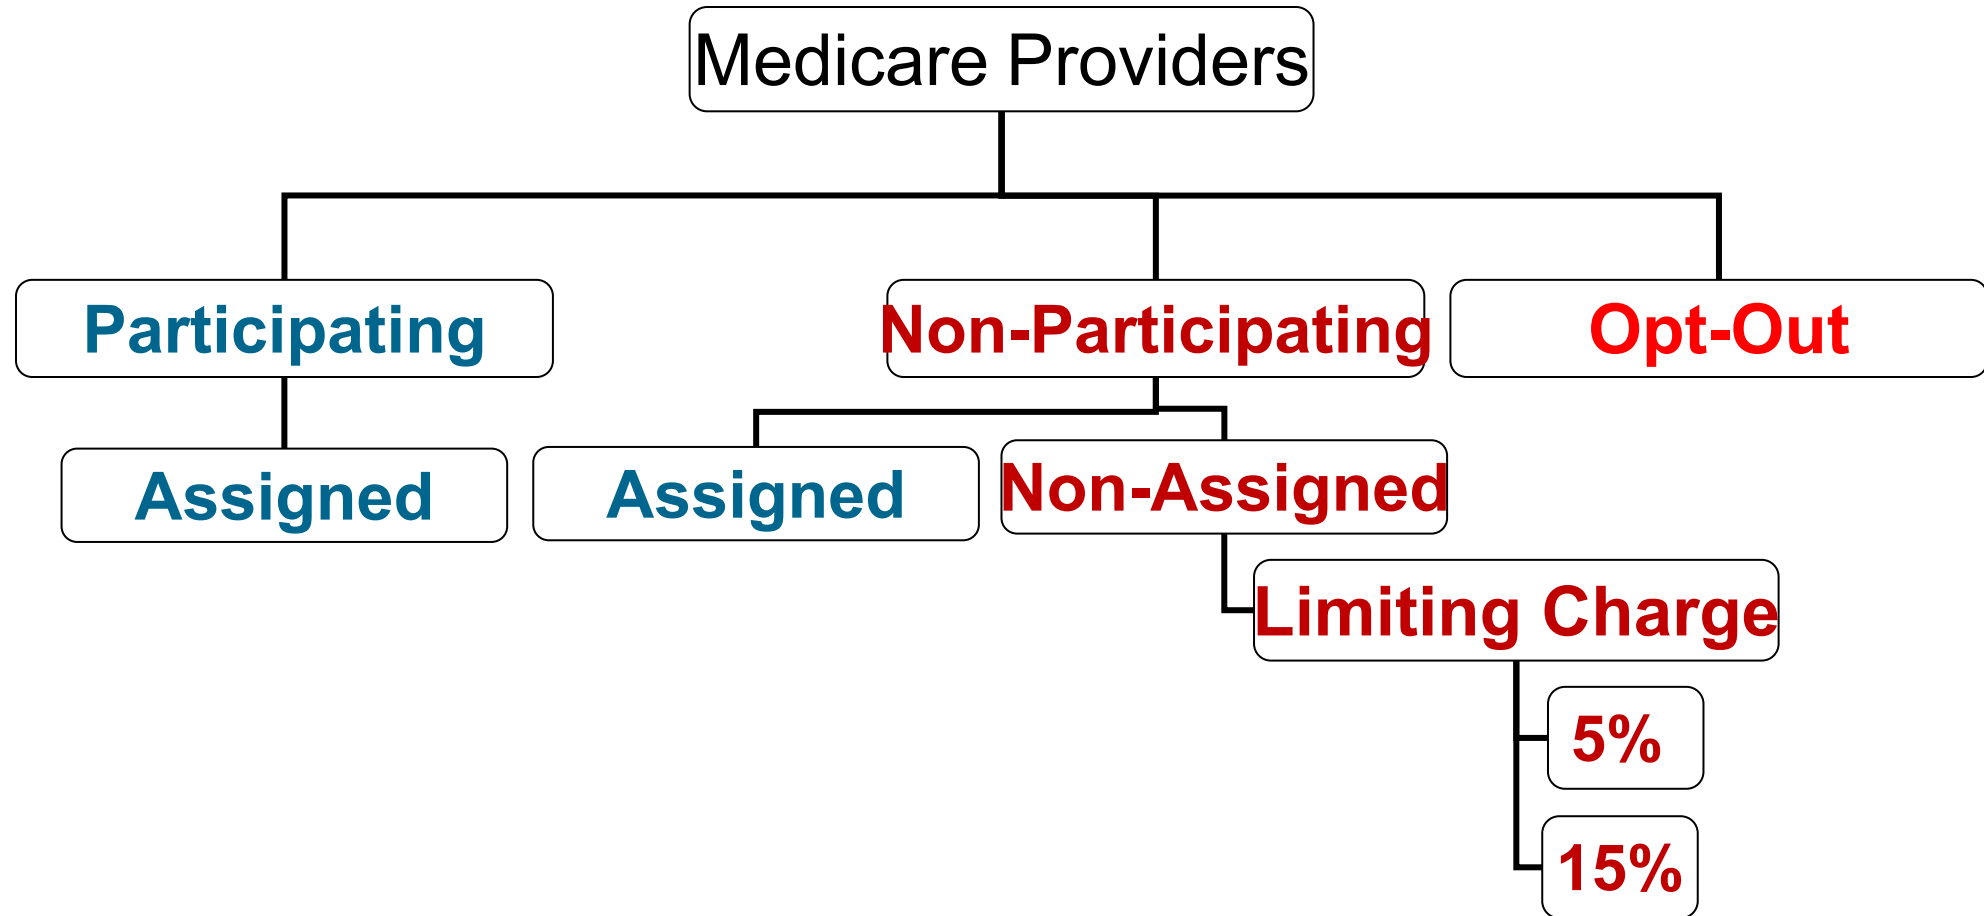 Medicare Providers
Participating
Non-Participating
Opt-Out
Assigned
Assigned
Non-Assigned
Limiting Charge
5%
15%